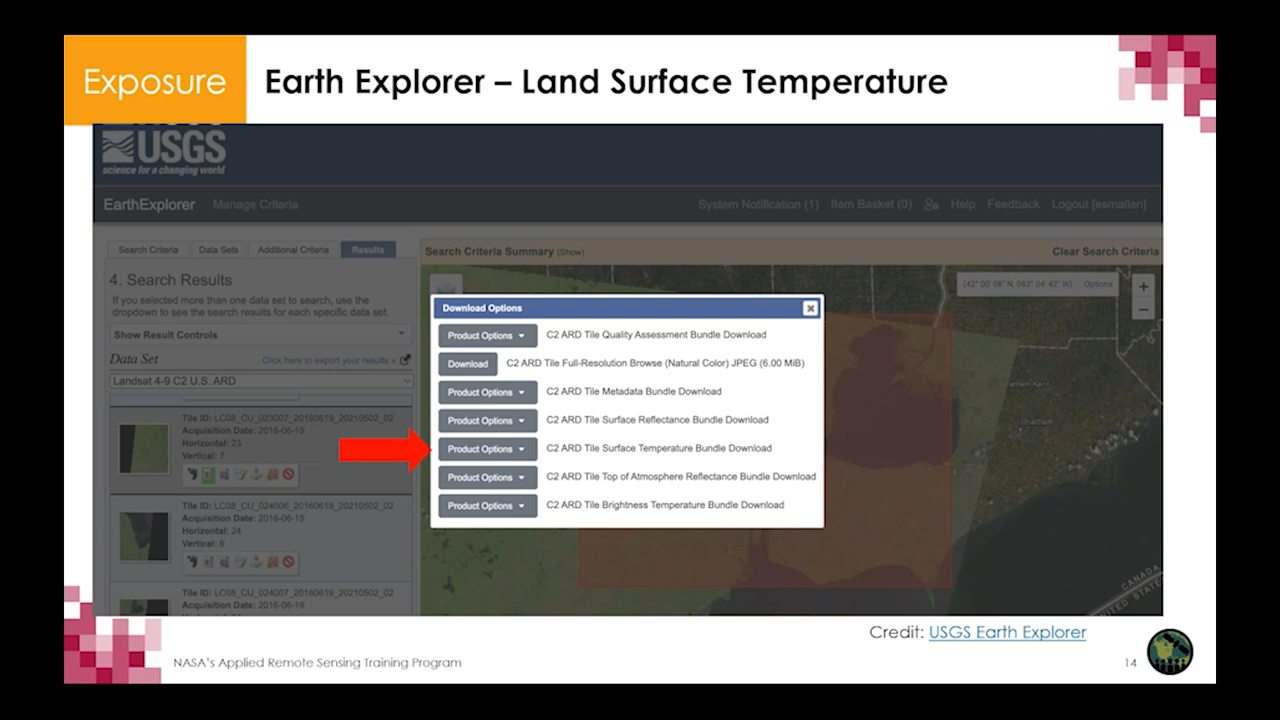 Exposure
Earth Explorer – Land Surface Temperature
USGS
science for a changing world
EarthExplorer Manage Criteria
System Notification (1) Item Basket (0) Help Feedback Logout [esmallen]
Search Criteria Data Sets Additional Criteria Results
Search Criteria Summary (Show) Clear Search Criteria
4. Search Results
If you selected more than one data set to search, use the
dropdown to see the search results for each specific data set.
Show Result Controls
Data Set Click here to export your results »
Landsat 4-9 C2 U.S. ARD
Tile ID: LC08_CU_023007_20160619_20210502_02
Acquisition Date: 2016-06-19
Horizontal: 23
Vertical: 7
Tile ID: LC08_CU_024006_20160619_20210502_02
Acquisition Date: 2016-06-19
Horizontal: 24
Vertical: 6
Tile ID: LC08_CU_024007_20160619_20210502_02
Acquisition Date: 2016-06-19
(42° 00' 08" N, 083° 04' 42" W) Options
+
−
Download Options
Product Options C2 ARD Tile Quality Assessment Bundle Download
Download C2 ARD Tile Full-Resolution Browse (Natural Color) JPEG (6.00 MiB)
Product Options C2 ARD Tile Metadata Bundle Download
Product Options C2 ARD Tile Surface Reflectance Bundle Download
Product Options C2 ARD Tile Surface Temperature Bundle Download
Product Options C2 ARD Tile Top of Atmosphere Reflectance Bundle Download
Product Options C2 ARD Tile Brightness Temperature Bundle Download
Chatham
CANADA
Credit: USGS Earth Explorer
NASA's Applied Remote Sensing Training Program
14